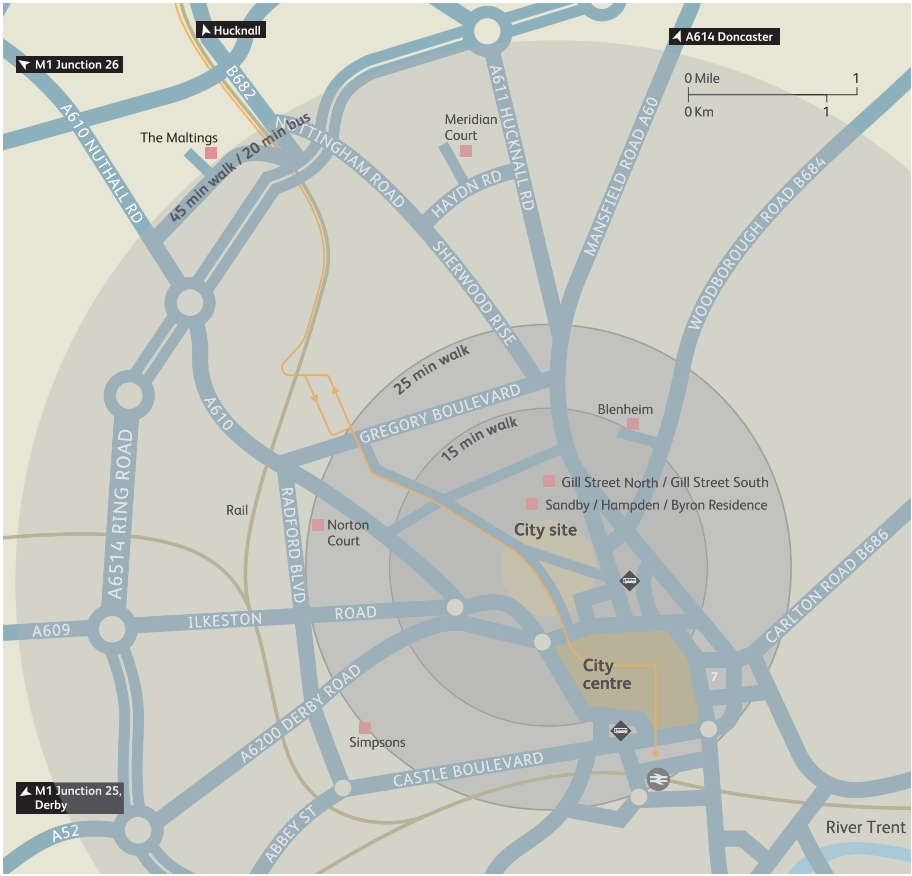 Hucknall
A614 Doncaster
M1 Junction 26
B682
A611 HUCKNALL RD
0 Mile 1
0 Km 1
A610 NUTHALL RD
The Maltings
45 min walk / 20 min bus
NOTTINGHAM ROAD
Meridian
Court
HAYDN RD
MANSFIELD ROAD A60
WOODBOROUGH ROAD B684
SHERWOOD RISE
25 min walk
A610
GREGORY BOULEVARD
15 min walk
Blenheim
A6514 RING ROAD
Gill Street North / Gill Street South
Sandby / Hampden / Byron Residence
Rail
RADFORD BLVD
Norton
Court
City site
CARLTON ROAD B686
A609
ILKESTON ROAD
City
centre
7
A6200 DERBY ROAD
Simpsons
CASTLE BOULEVARD
M1 Junction 25,
Derby
ABBEY ST
A52
River Trent